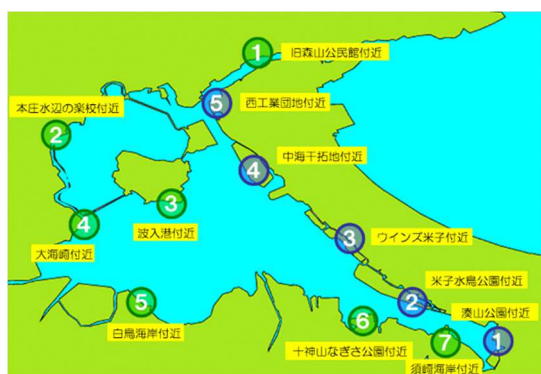 1
旧森山公民館付近
本庄水辺の楽校付近
5
西工業団地付近
2
中海干拓地付近
4
3
波入港付近
4
大海崎付近
3
ウインズ米子付近
米子水鳥公園付近
5
白鳥海岸付近
2
湊山公園付近
6
十神山なぎさ公園付近
7
須崎海岸付近
1